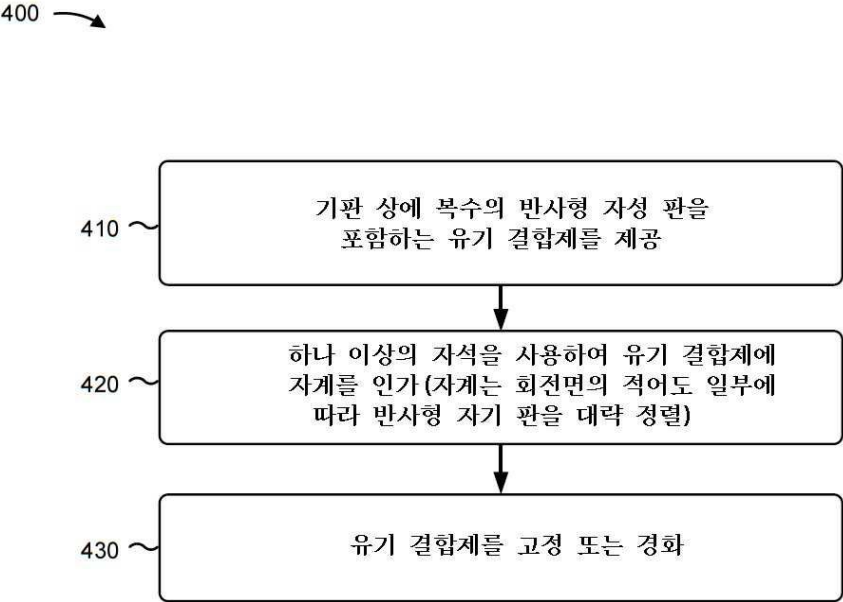 400
410
기판 상에 복수의 반사형 자성 판을
포함하는 유기 결합제를 제공
420
하나 이상의 자석을 사용하여 유기 결합제에
자계를 인가 (자계는 회전면의 적어도 일부에
따라 반사형 자기 판을 대략 정렬)
430
유기 결합제를 고정 또는 경화